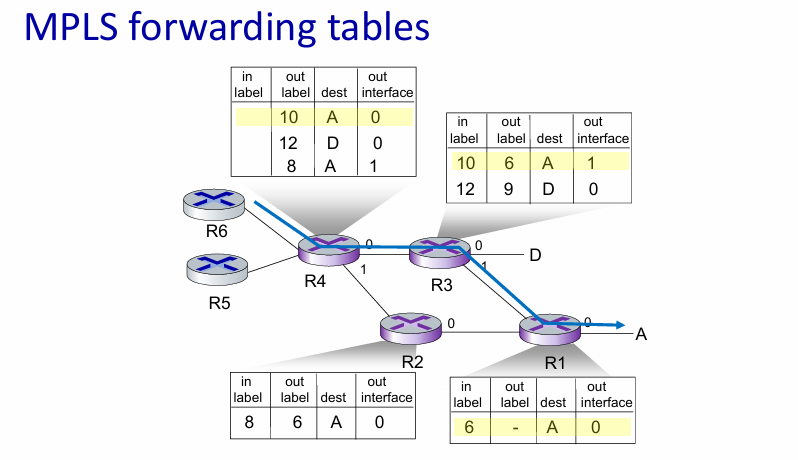 MPLS forwarding tables
in out out
label label dest interface
10 A 0
12 D 0
8 A 1
in out out
label label dest interface
10 6 A 1
12 9 D 0
R6
R5
R4
0
1
R3
0
1
D
R2
0
R1
0
A
in out out
label label dest interface
8 6 A 0
in out out
label label dest interface
6 - A 0